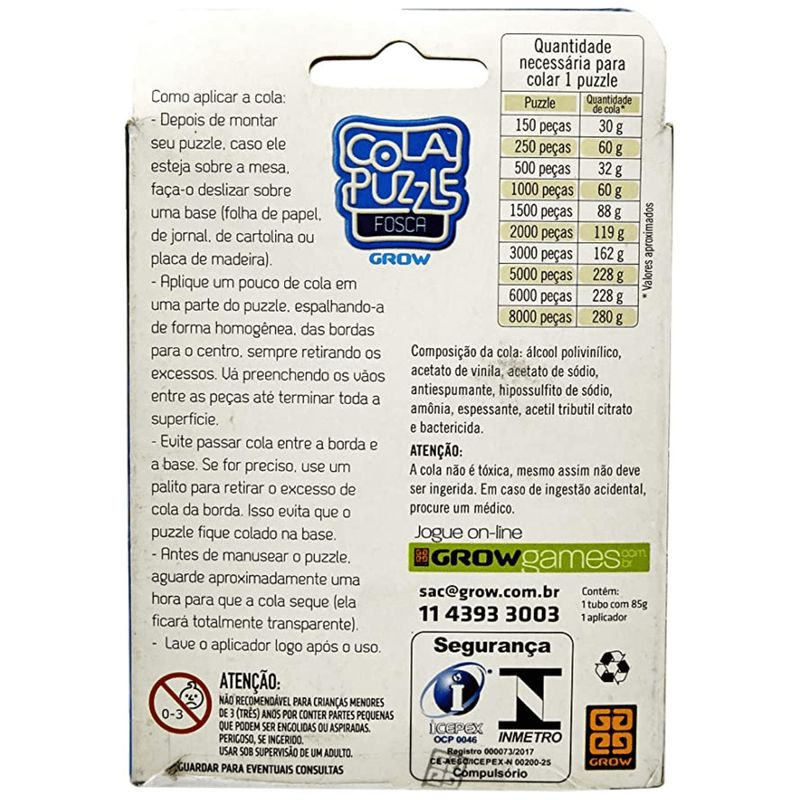 Como aplicar a cola:
- Depois de montar
seu puzzle, caso ele
esteja sobre a mesa,
faça-o deslizar sobre
uma base (folha de papel,
de jornal, de cartolina ou
placa de madeira).
- Aplique um pouco de cola em
uma parte do puzzle, espalhando-a
de forma homogênea, das bordas
para o centro, sempre retirando os
excessos. Vá preenchendo os vãos
entre as peças até terminar toda a
superfície.
- Evite passar cola entre a borda e
a base. Se for preciso, use um
palito para retirar o excesso de
cola da borda. Isso evita que o
puzzle fique colado na base.
- Antes de manusear o puzzle,
aguarde aproximadamente uma
hora para que a cola seque (ela
ficará totalmente transparente).
- Lave o aplicador logo após o uso.
0-3
ATENÇÃO:
NÃO RECOMENDÁVEL PARA CRIANÇAS MENORES
DE 3 (TRÊS) ANOS POR CONTER PARTES PEQUENAS
QUE PODEM SER ENGOLIDAS OU ASPIRADAS.
PERIGOSO, SE INGERIDO.
USAR SOB SUPERVISÃO DE UM ADULTO.
GUARDAR PARA EVENTUAIS CONSULTAS
COLA
PUZZLE
FOSCA
GROW
Quantidade
necessária para
colar 1 puzzle
Puzzle Quantidade de cola*
150 peças 30 g
250 peças 60 g
500 peças 32 g
1000 peças 60 g
1500 peças 88 g
2000 peças 119 g
3000 peças 162 g
5000 peças 228 g
6000 peças 228 g
8000 peças 280 g
* Valores aproximados
Composição da cola: álcool polivinílico,
acetato de vinila, acetato de sódio,
antiespumante, hipossulfito de sódio,
amônia, espessante, acetil tributil citrato
e bactericida.
ATENÇÃO:
A cola não é tóxica, mesmo assim não deve
ser ingerida. Em caso de ingestão acidental,
procure um médico.
Jogue on-line
GROWgames.com.br
sac@grow.com.br
11 4393 3003
Contém:
1 tubo com 85g
1 aplicador
Segurança
ICEPEX
OCP 0046
INMETRO
Registro 000073/2017
CE-AESC/ICEPEX-N 00200-25
Compulsório
GROW